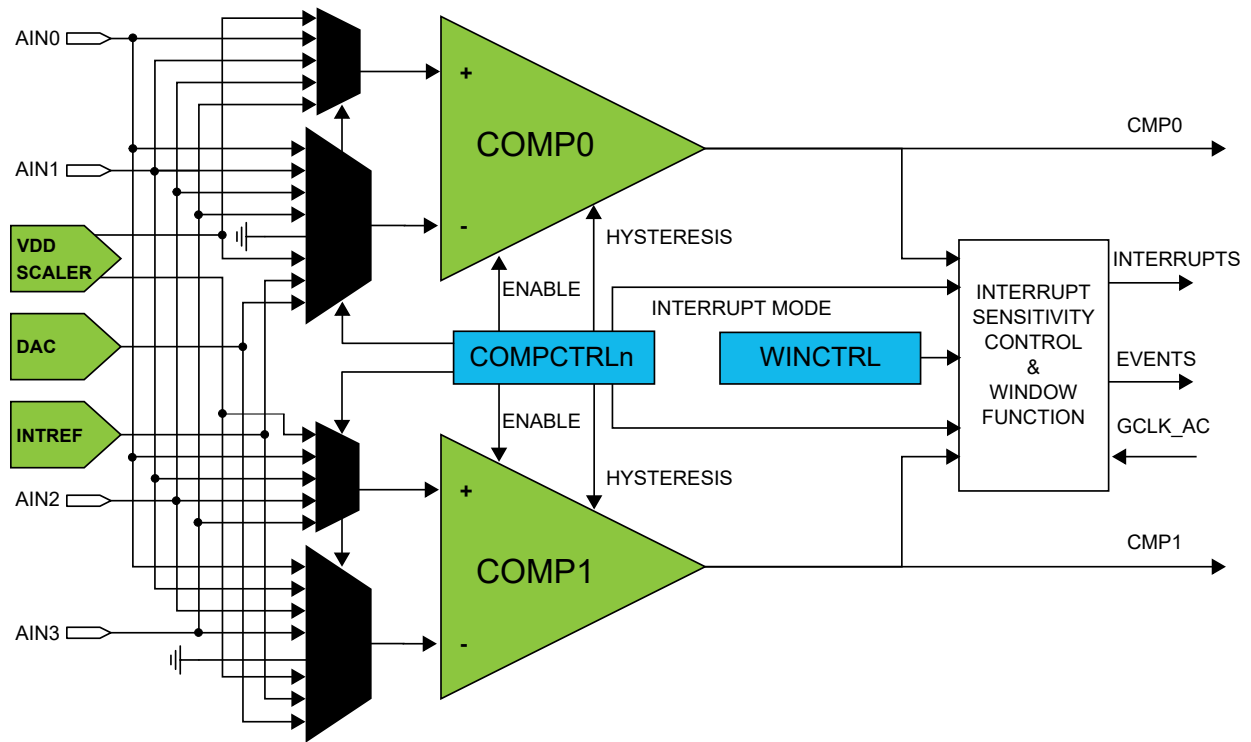 AIN0
+
COMP0
CMP0
AIN1
-
HYSTERESIS
VDD
SCALER
ENABLE
INTERRUPT MODE
INTERRUPTS
INTERRUPT
SENSITIVITY
CONTROL
&
WINDOW
FUNCTION
DAC
COMPCTRLn
WINCTRL
EVENTS
ENABLE
GCLK_AC
INTREF
HYSTERESIS
AIN2
+
COMP1
CMP1
AIN3
-